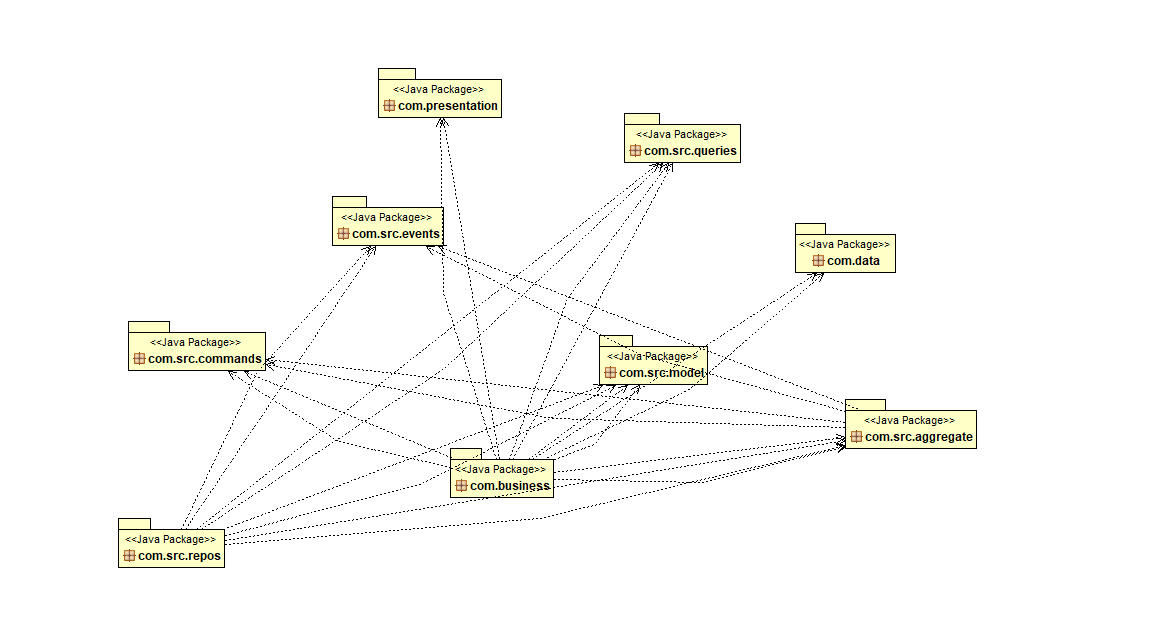 <<Java Package>>
com.presentation
<<Java Package>>
com.src.queries
<<Java Package>>
com.src.events
<<Java Package>>
com.data
<<Java Package>>
com.src.commands
<<Java Package>>
com.src.model
<<Java Package>>
com.src.aggregate
<<Java Package>>
com.business
<<Java Package>>
com.src.repos